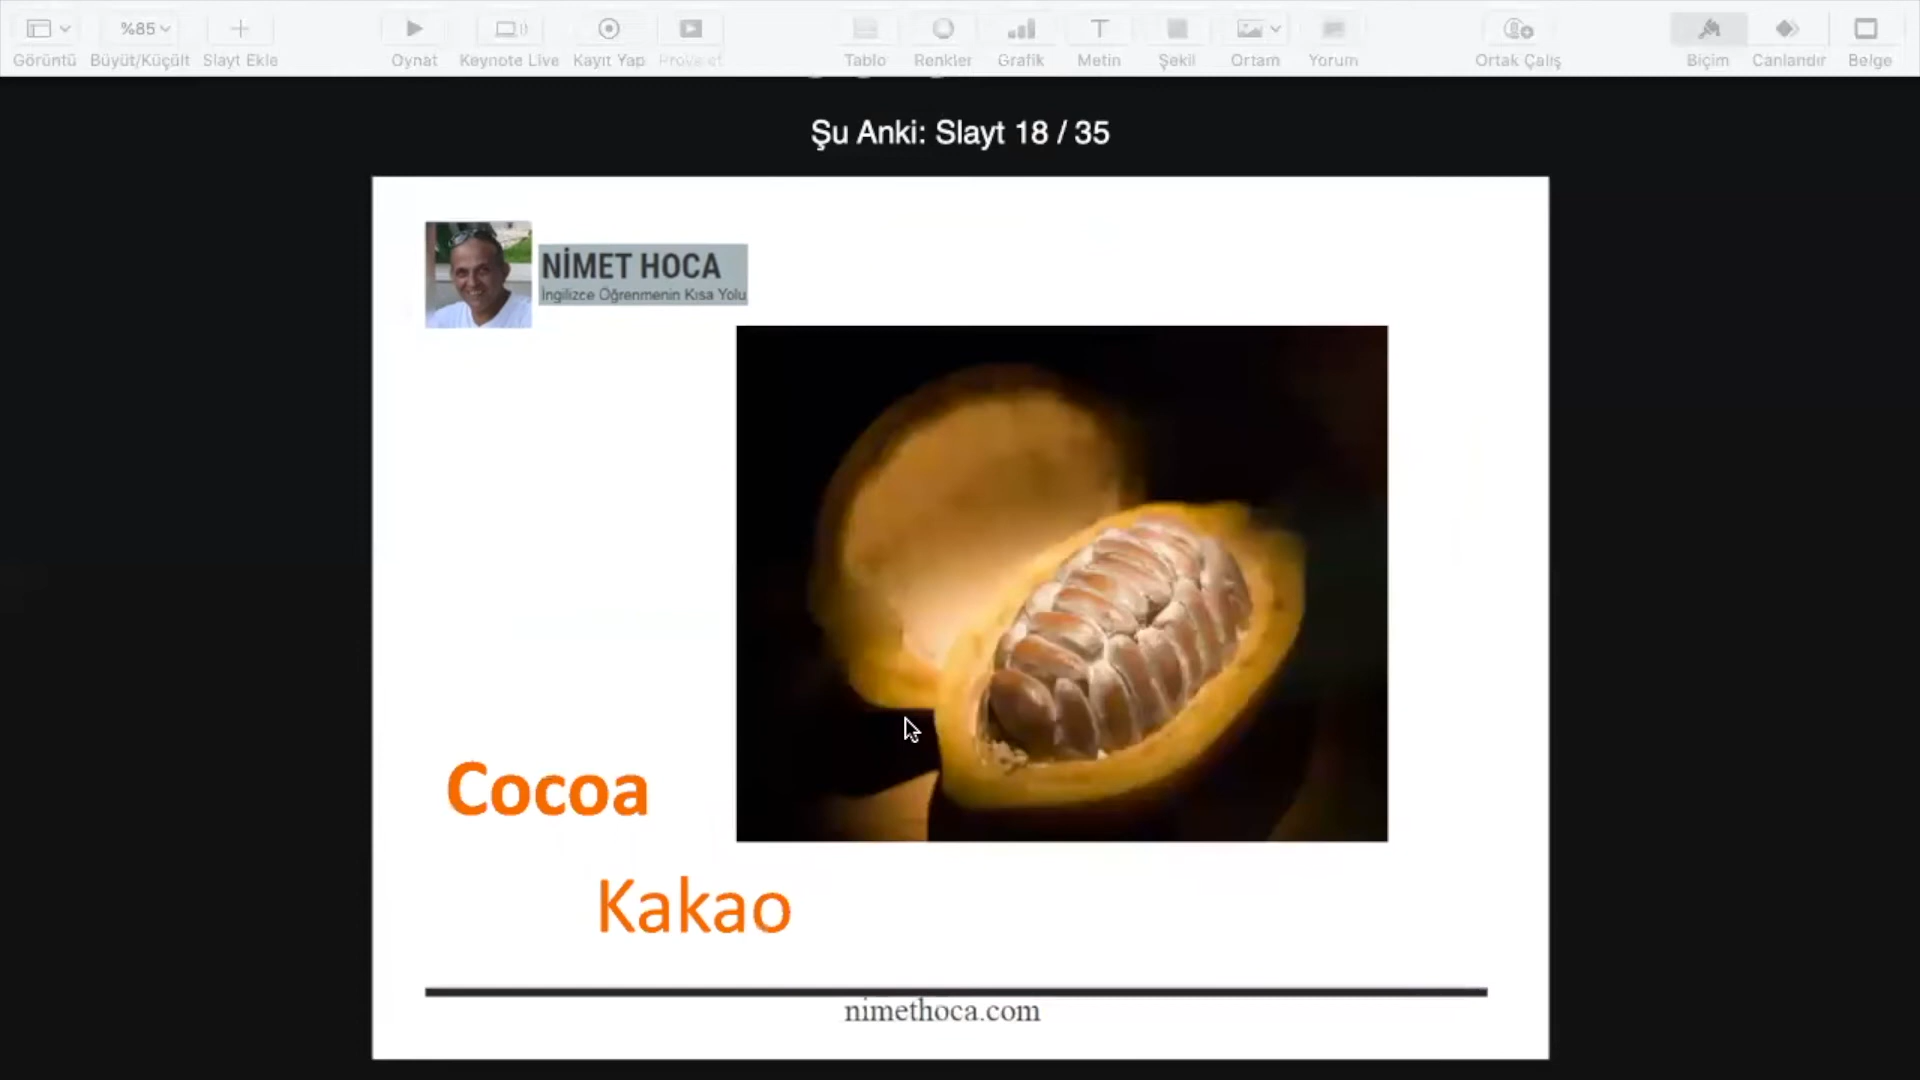 Görüntü
%85
Büyüt/Küçült
Slayt Ekle
Oynat
Keynote Live
Kayıt Yap
Prova et
Tablo
Renkler
Grafik
Metin
Şekil
Ortam
Yorum
Ortak Çalış
Biçim
Canlandır
Belge
Şu Anki: Slayt 18 / 35
NİMET HOCA
İngilizce Öğrenmenin Kısa Yolu
Cocoa
Kakao
nimethoca.com